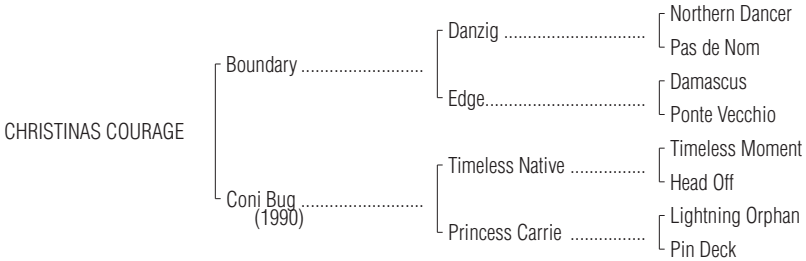 Northern Dancer
Danzig ..............................
Pas de Nom
Boundary ..........................
Damascus
Edge..................................
Ponte Vecchio
CHRISTINAS COURAGE
Timeless Moment
Timeless Native ................
Head Off
Coni Bug ..........................
(1990)
Lightning Orphan
Princess Carrie ................
Pin Deck